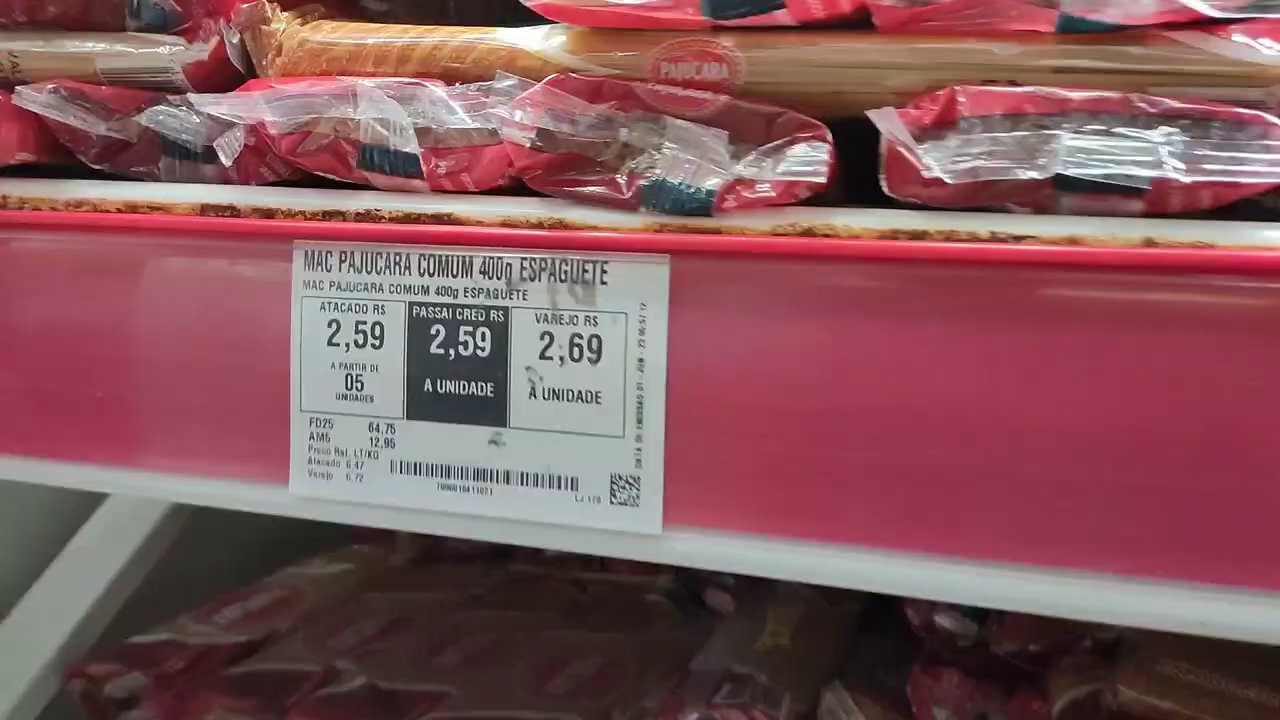 PAJUCARA
MAC PAJUCARA COMUM 400g ESPAGUETE
MAC PAJUCARA COMUM 400g ESPAGUETE
ATACADO R$
2,59
A PARTIR DE
05
UNIDADES
PASSAI CRED R$
2,59
A UNIDADE
VAREJO R$
2,69
A UNIDADE
FD25 64,75
AM5 12,95
Preco Rel. LT/KG
Atacado 6,47
Varejo 6,72